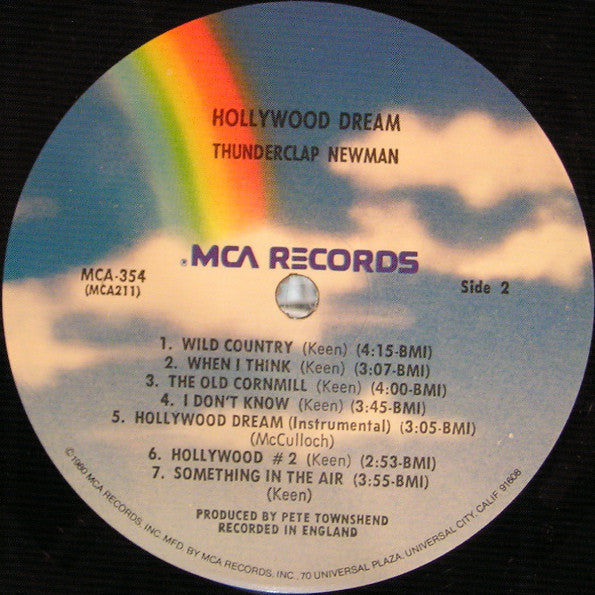 HOLLYWOOD DREAM
THUNDERCLAP NEWMAN
MCA RECORDS
MCA-354
(MCA211)
Side 2
1. WILD COUNTRY (Keen) (4:15-BMI)
2. WHEN I THINK (Keen) (3:07-BMI)
3. THE OLD CORNMILL (Keen) (4:00-BMI)
4. I DON'T KNOW (Keen) (3:45-BMI)
5. HOLLYWOOD DREAM (Instrumental) (3:05-BMI)
(McCulloch)
6. HOLLYWOOD #2 (Keen) (2:53-BMI)
7. SOMETHING IN THE AIR (3:55-BMI)
(Keen)
PRODUCED BY PETE TOWNSHEND
RECORDED IN ENGLAND
©1980 MCA RECORDS, INC. MFD. BY MCA RECORDS, INC., 70 UNIVERSAL PLAZA, UNIVERSAL CITY, CALIF. 91608